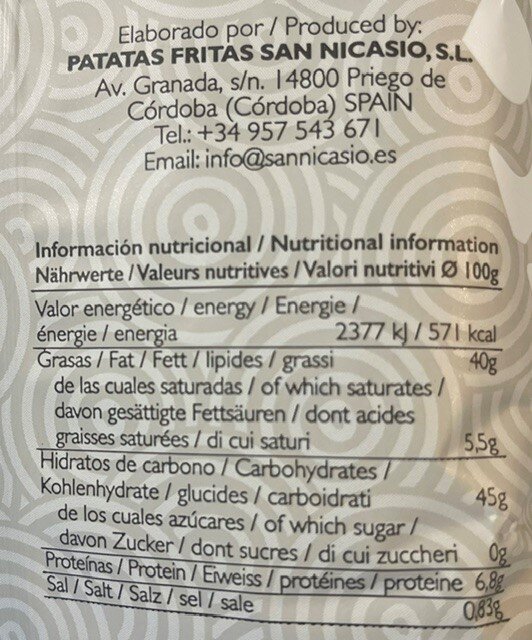 Elaborado por / Produced by:
PATATAS FRITAS SAN NICASIO, S.L.
Av. Granada, s/n. 14800 Priego de
Córdoba (Córdoba) SPAIN
Tel.: +34 957 543 671
Email: info@sannicasio.es
Información nutricional / Nutritional information
Nährwerte / Valeurs nutritives / Valori nutritivi Ø 100g
Valor energético / energy / Energie /
énergie / energia 2377 kJ / 571 kcal
Grasas / Fat / Fett / lipides / grassi 40g
de las cuales saturadas / of which saturates /
davon gesättigte Fettsäuren / dont acides
graisses saturées / di cui saturi 5,5g
Hidratos de carbono / Carbohydrates /
Kohlenhydrate / glucides / carboidrati 45g
de los cuales azúcares / of which sugar /
davon Zucker / dont sucres / di cui zuccheri 0g
Proteínas / Protein / Eiweiss / protéines / proteine 6,8g
Sal / Salt / Salz / sel / sale 0,83g